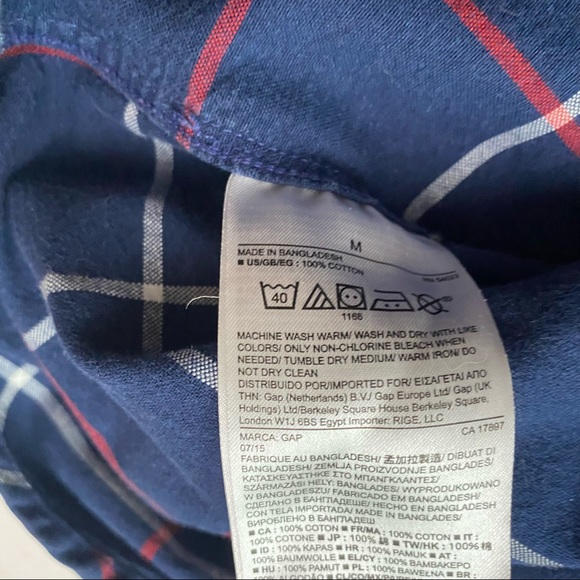 M
MADE IN BANGLADESH
■ US/GB/EG : 100% COTTON
40
1166
MACHINE WASH WARM/ WASH AND DRY WITH LIKE
COLORS/ ONLY NON-CHLORINE BLEACH WHEN
NEEDED/ TUMBLE DRY MEDIUM/ WARM IRON/ DO
NOT DRY CLEAN
DISTRIBUIDO POR/IMPORTED FOR/ ΕΙΣΑΓΕΤΑΙ ΑΠΟ
ΤΗΝ: Gap (Netherlands) B.V./ Gap Europe Ltd/ Gap (UK
Holdings) Ltd/Berkeley Square House Berkeley Square,
London W1J 6BS Egypt Importer: RIGE, LLC
MARCA: GAP
CA 17897
07/15
FABRIQUE AU BANGLADESH/ 孟加拉製造/ DIBUAT DI
BANGLADESH/ ZEMLJA PROIZVODNJE BANGLADEŠ/
ΚΑΤΑΣΚΕΥΑΣΤΗΚΕ ΣΤΟ ΜΠΑΝΓΚΛΑΝΤΕΣ/
SZÁRMAZÁSI HELY: BANGLADES/ WYPRODUKOWANO
W BANGLADESZU/ FABRICADO EM BANGLADESH/
СДЕЛАНО В БАНГЛАДЕШ/ HECHO EN BANGLADESH/
CON TELA IMPORTADA/ MADE IN BANGLADES/
ВИРОБЛЕНО В БАНГЛАДЕШ
■ CA : 100% COTTON ■ FR/MA : 100% COTON ■ IT :
100% COTONE ■ JP : 100% 綿 ■ TW/HK : 100% 棉
■ ID : 100% KAPAS ■ HR : 100% PAMUK ■ AT :
100% BAUMWOLLE ■ EL/CY : 100% ΒΑΜΒΑΚΕΡΟ
■ HU : 100% PAMUT ■ PL : 100% BAWEŁNA ■ BR :
100% ALGODÃO